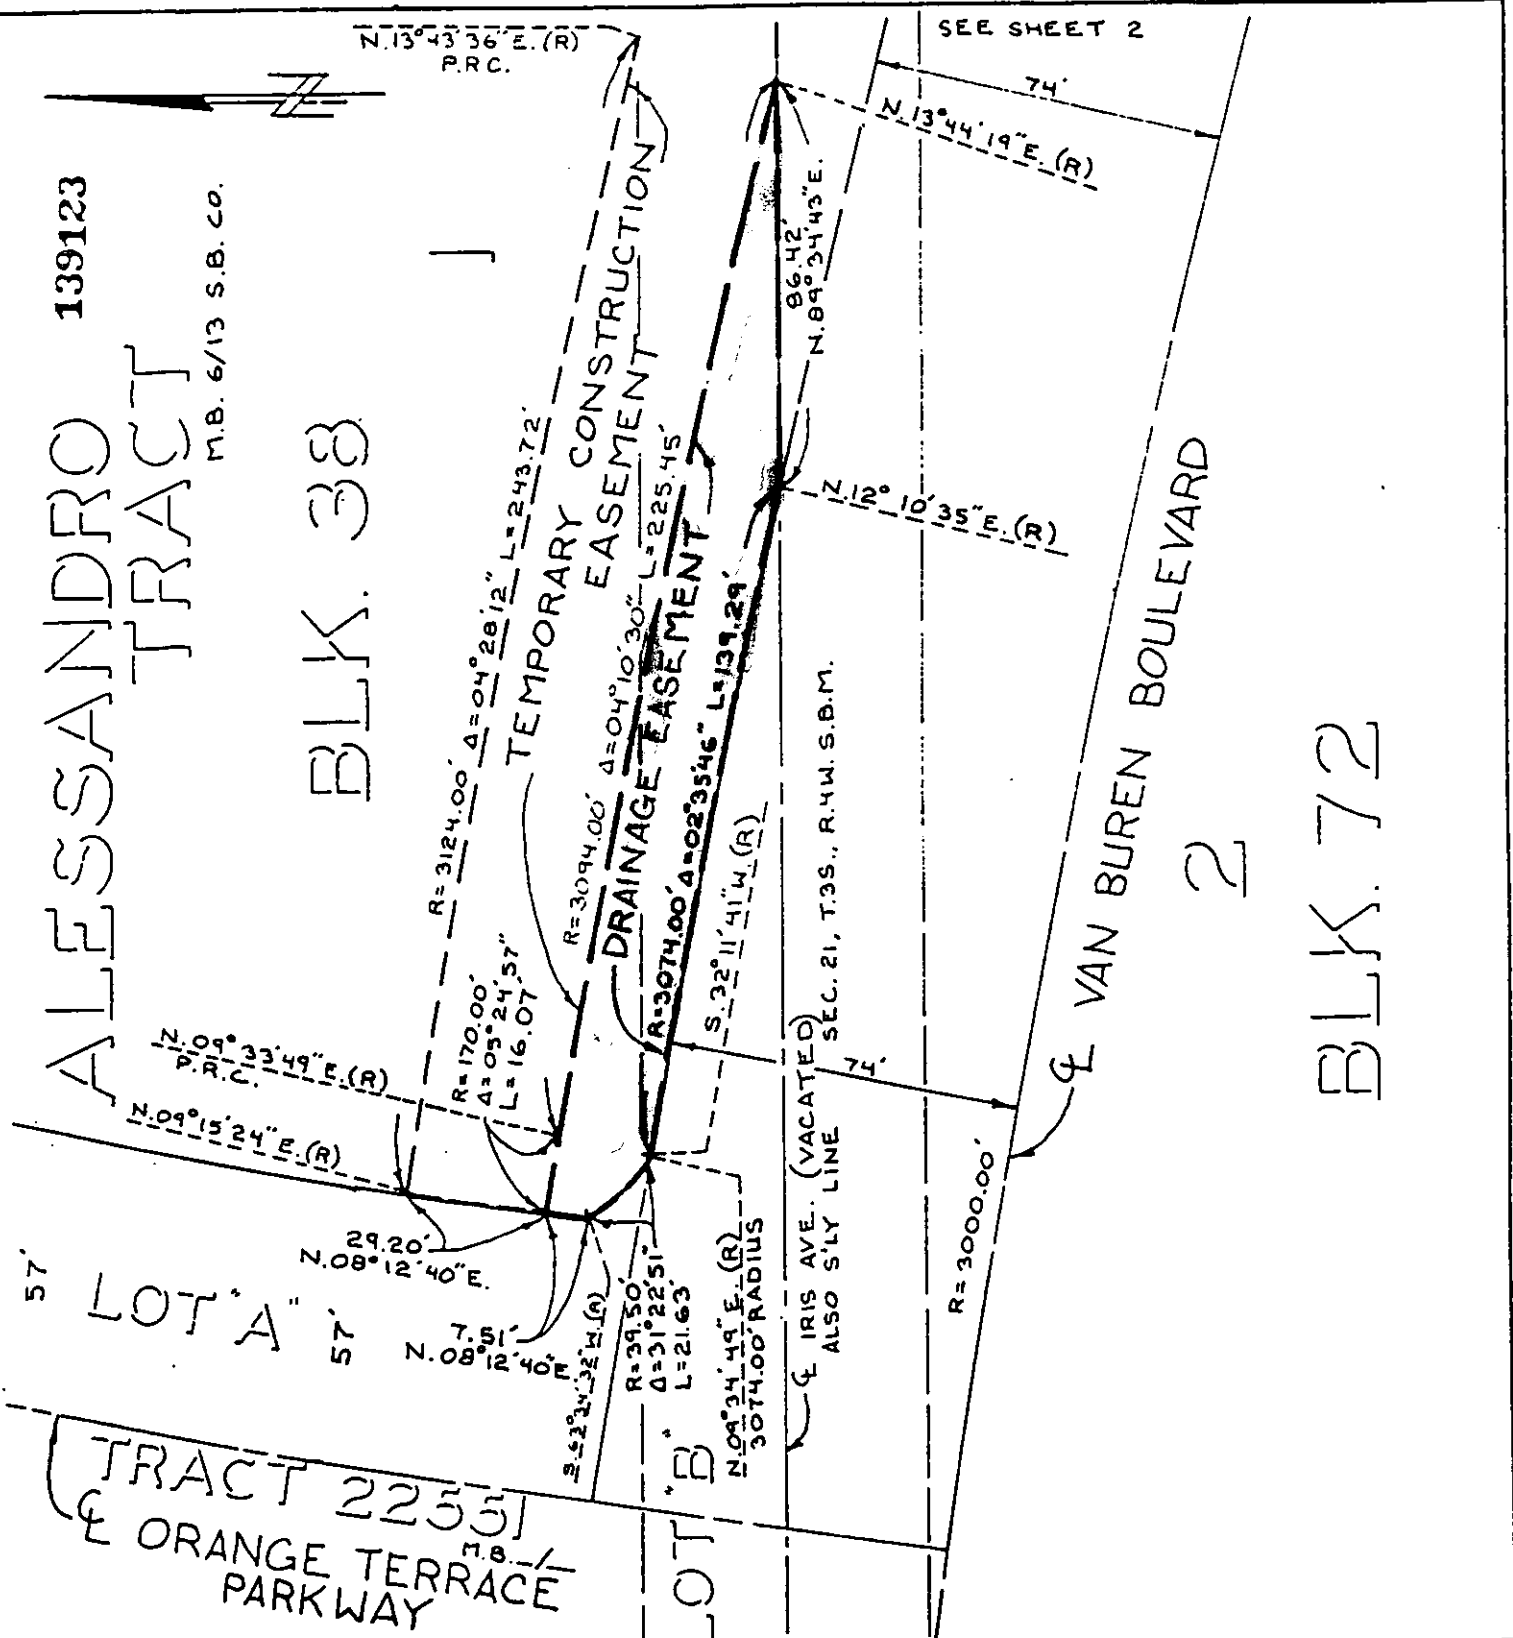 SEE SHEET 2
N.13°43'36"E.(R)
P.R.C.
74'
N.13°44'19"E.(R)
139123
ALESSANDRO
TRACT
M.B. 6/13 S.B. CO.
BLK. 38
1
TEMPORARY CONSTRUCTION
EASEMENT
86.42'
N.89°34'43"E.
R=3124.00' Δ=04°28'12" L=243.72'
R=3094.00' Δ=04°10'30" L=225.45'
DRAINAGE EASEMENT
R=3074.00' Δ=02°35'46" L=139.29'
N.12°10'35"E.(R)
S.32°11'41"W.(R)
SEC. 21, T.3S., R.4W. S.B.M.
VAN BUREN BOULEVARD
2
BLK. 72
N.09°33'49"E.(R)
P.R.C.
N.09°15'24"E.(R)
R=170.00'
Δ=05°24'57"
L=16.07'
74'
29.20'
N.08°12'40"E.
7.51'
N.08°12'40"E
57'
LOT "A"
57'
S.63°34'32"W.(R)
R=39.50'
Δ=31°22'51"
L=21.63'
N.09°34'49"E.(R)
3074.00' RADIUS
℄ IRIS AVE. (VACATED)
ALSO S'LY LINE
R=3000.00'
℄
TRACT
M.B. /
℄ ORANGE TERRACE
PARKWAY
LOT "B"